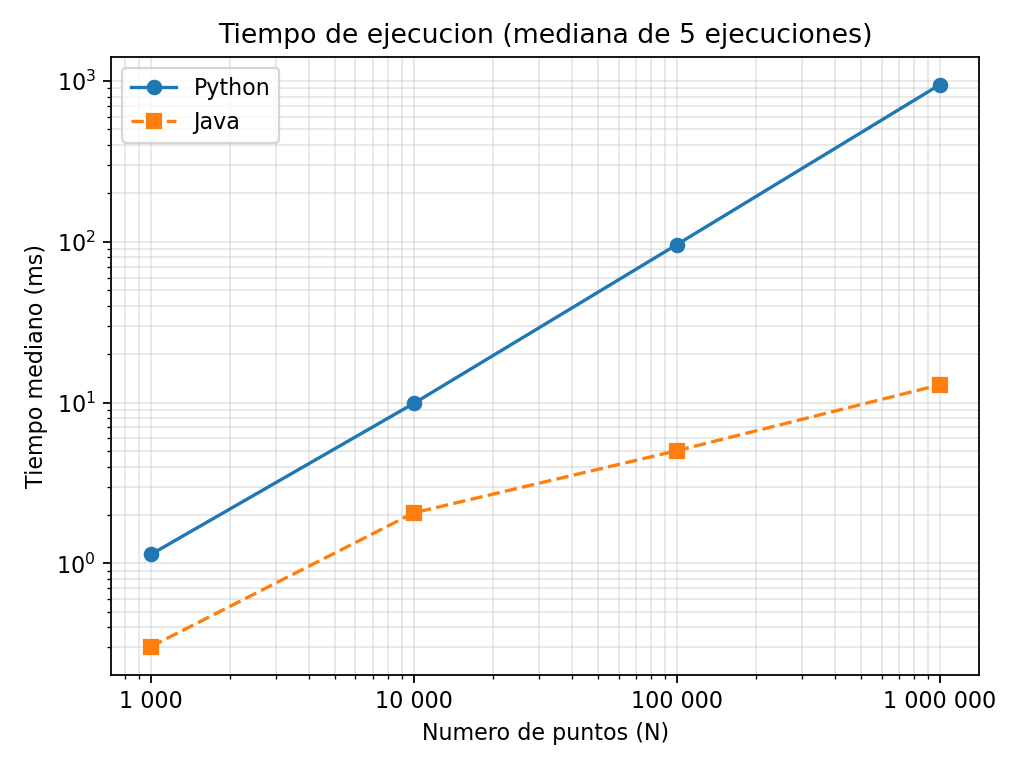 Tiempo de ejecucion (mediana de 5 ejecuciones)
Python
Java
10³
10²
10¹
10⁰
Tiempo mediano (ms)
1 000
10 000
100 000
1 000 000
Numero de puntos (N)